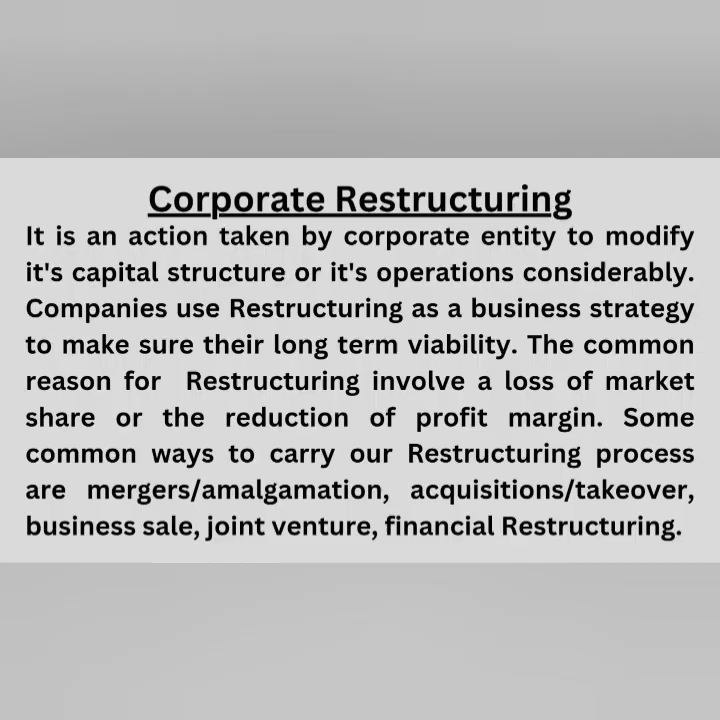 Corporate Restructuring
It is an action taken by corporate entity to modify
it's capital structure or it's operations considerably.
Companies use Restructuring as a business strategy
to make sure their long term viability. The common
reason for Restructuring involve a loss of market
share or the reduction of profit margin. Some
common ways to carry our Restructuring process
are mergers/amalgamation, acquisitions/takeover,
business sale, joint venture, financial Restructuring.